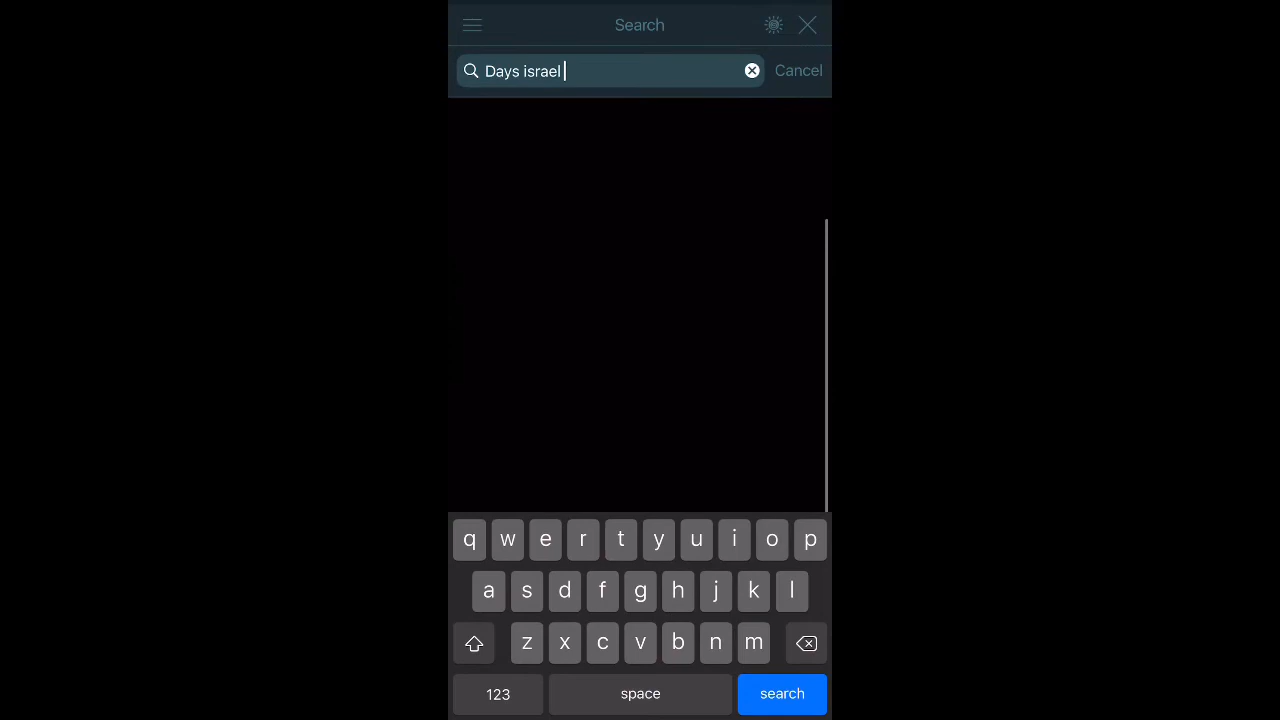 Search
Days israel
Cancel
q w e r t y u i o p
a s d f g h j k l
z x c v b n m
123 space search